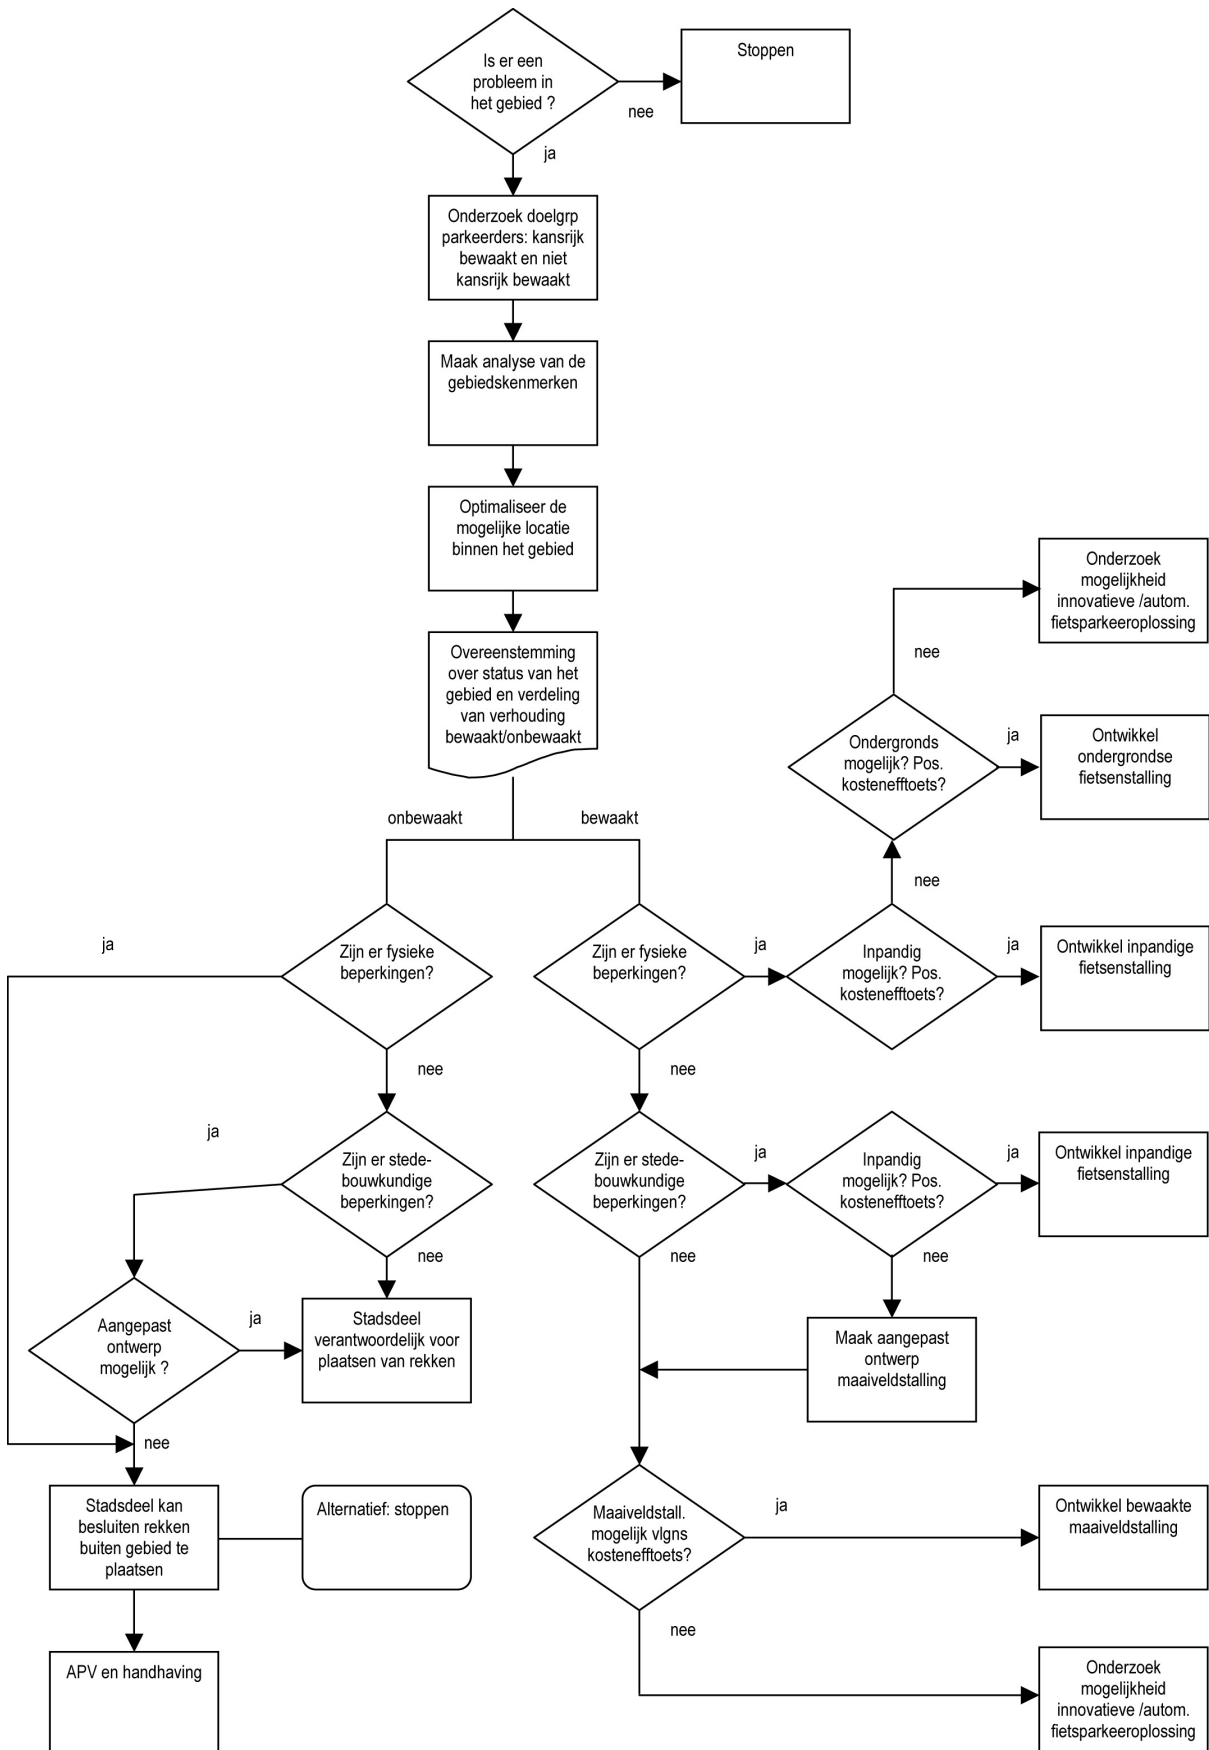 Is er een
probleem in
het gebied ?
Stoppen
nee
ja
Onderzoek doelgrp
parkeerders: kansrijk
bewaakt en niet
kansrijk bewaakt
Maak analyse van de
gebiedskenmerken
Optimaliseer de
mogelijke locatie
binnen het gebied
Overeenstemming
over status van het
gebied en verdeling
van verhouding
bewaakt/onbewaakt
Onderzoek
mogelijkheid
innovatieve /autom.
fietsparkeeroplossing
nee
Ondergronds
mogelijk? Pos.
kostenefftoets?
ja
Ontwikkel
ondergrondse
fietsenstalling
onbewaakt
bewaakt
nee
ja
Zijn er fysieke
beperkingen?
Zijn er fysieke
beperkingen?
ja
Inpandig
mogelijk? Pos.
kostenefftoets?
ja
Ontwikkel inpandige
fietsenstalling
nee
nee
ja
Zijn er stede-
bouwkundige
beperkingen?
Zijn er stede-
bouwkundige
beperkingen?
ja
Inpandig
mogelijk? Pos.
kostenefftoets?
ja
Ontwikkel inpandige
fietsenstalling
nee
nee
nee
Aangepast
ontwerp
mogelijk ?
ja
Stadsdeel
verantwoordelijk voor
plaatsen van rekken
Maak aangepast
ontwerp
maaiveldstalling
nee
Stadsdeel kan
besluiten rekken
buiten gebied te
plaatsen
Alternatief: stoppen
Maaiveldstall.
mogelijk vlgns
kostenefftoets?
ja
Ontwikkel bewaakte
maaiveldstalling
nee
APV en handhaving
Onderzoek
mogelijkheid
innovatieve /autom.
fietsparkeeroplossing